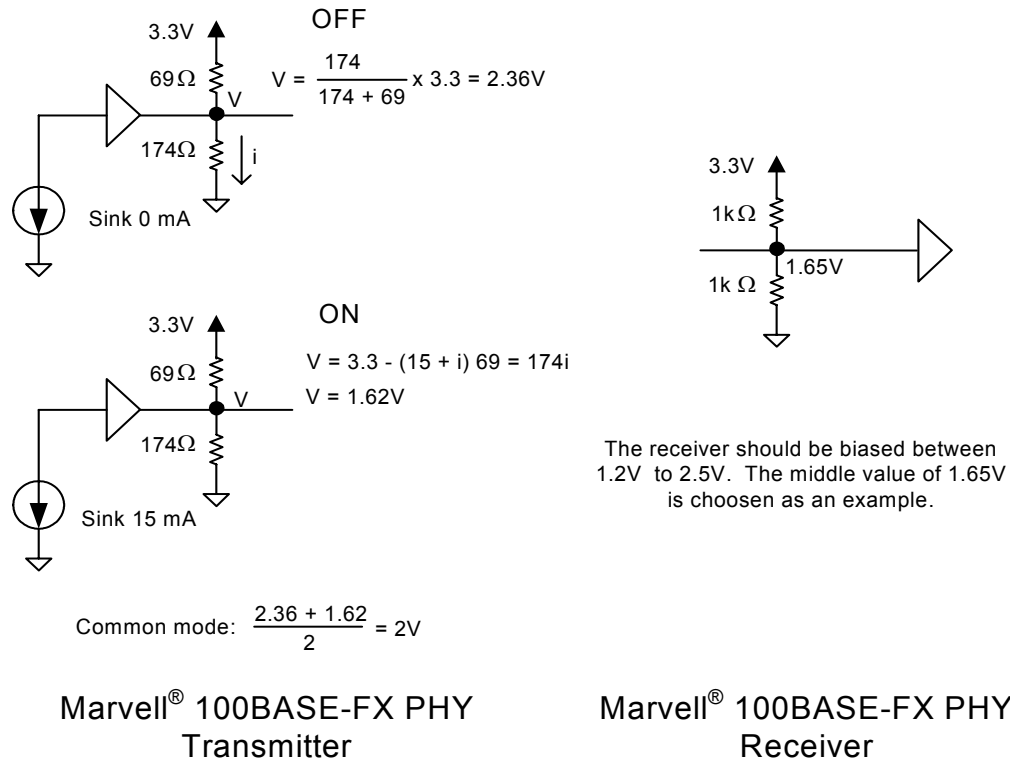 OFF
3.3V
69Ω
V = 174 / 174 + 69 x 3.3 = 2.36V
V
174Ω
i
Sink 0 mA
ON
3.3V
69Ω
V = 3.3 - (15 + i) 69 = 174i
V = 1.62V
V
174Ω
Sink 15 mA
Common mode: 2.36 + 1.62 / 2 = 2V
Marvell® 100BASE-FX PHY
Transmitter
3.3V
1k Ω
1.65V
1k Ω
The receiver should be biased between
1.2V to 2.5V. The middle value of 1.65V
is choosen as an example.
Marvell® 100BASE-FX PHY
Receiver